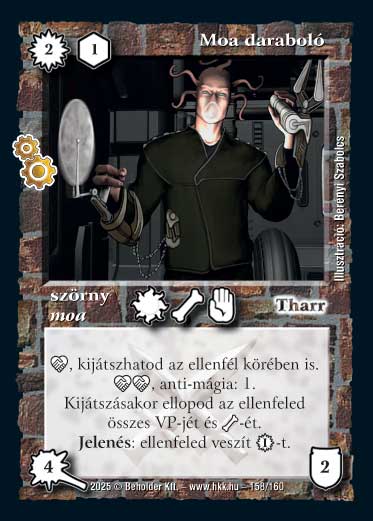 2 1 Moa daraboló
Illusztráció: Berényi Szabolcs
szörny
moa
Tharr
, kijátszhatod az ellenfél körében is.
, anti-mágia: 1.
Kijátszásakor ellopod az ellenfeled
összes VP-jét és -ét.
Jelenés: ellenfeled veszít 1-t.
4 2
2025 © Beholder Kft. – www.hkk.hu – 158/160